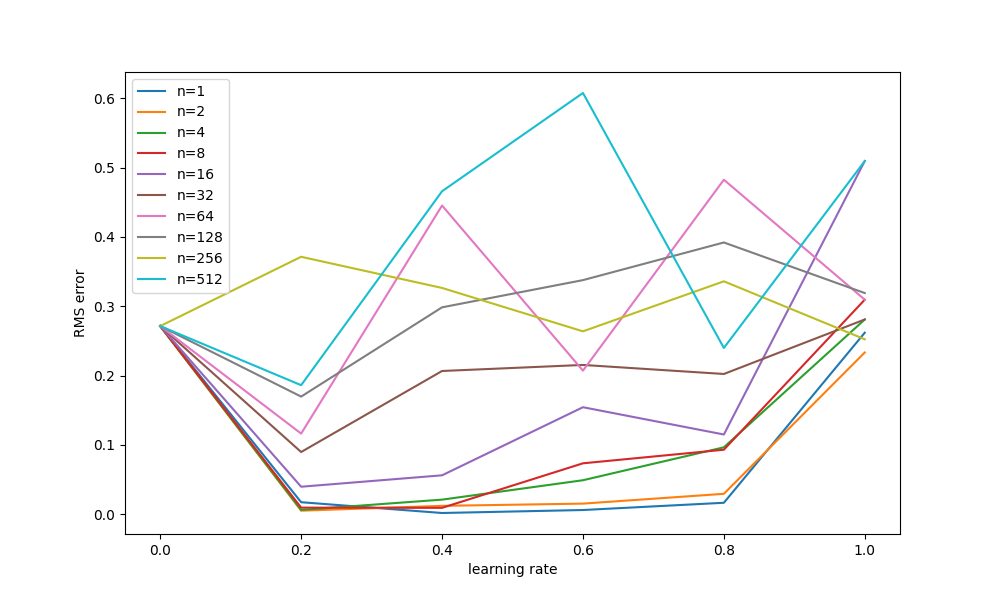 n=1
n=2
n=4
n=8
n=16
n=32
n=64
n=128
n=256
n=512
RMS error
0.6
0.5
0.4
0.3
0.2
0.1
0.0
0.0 0.2 0.4 0.6 0.8 1.0
learning rate